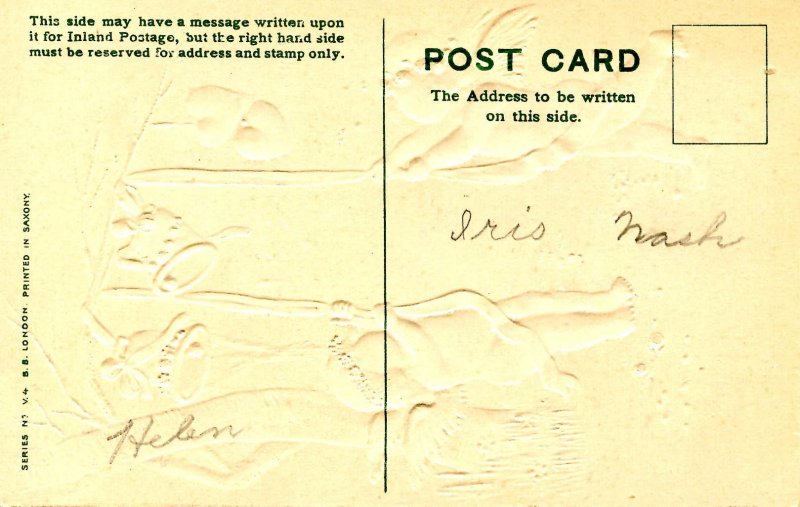 This side may have a message written upon
it for Inland Postage, but the right hand side
must be reserved for address and stamp only.
POST CARD
The Address to be written
on this side.
Iris Nash
Helen
SERIES Nº V. 4 B.B. LONDON. PRINTED IN SAXONY.